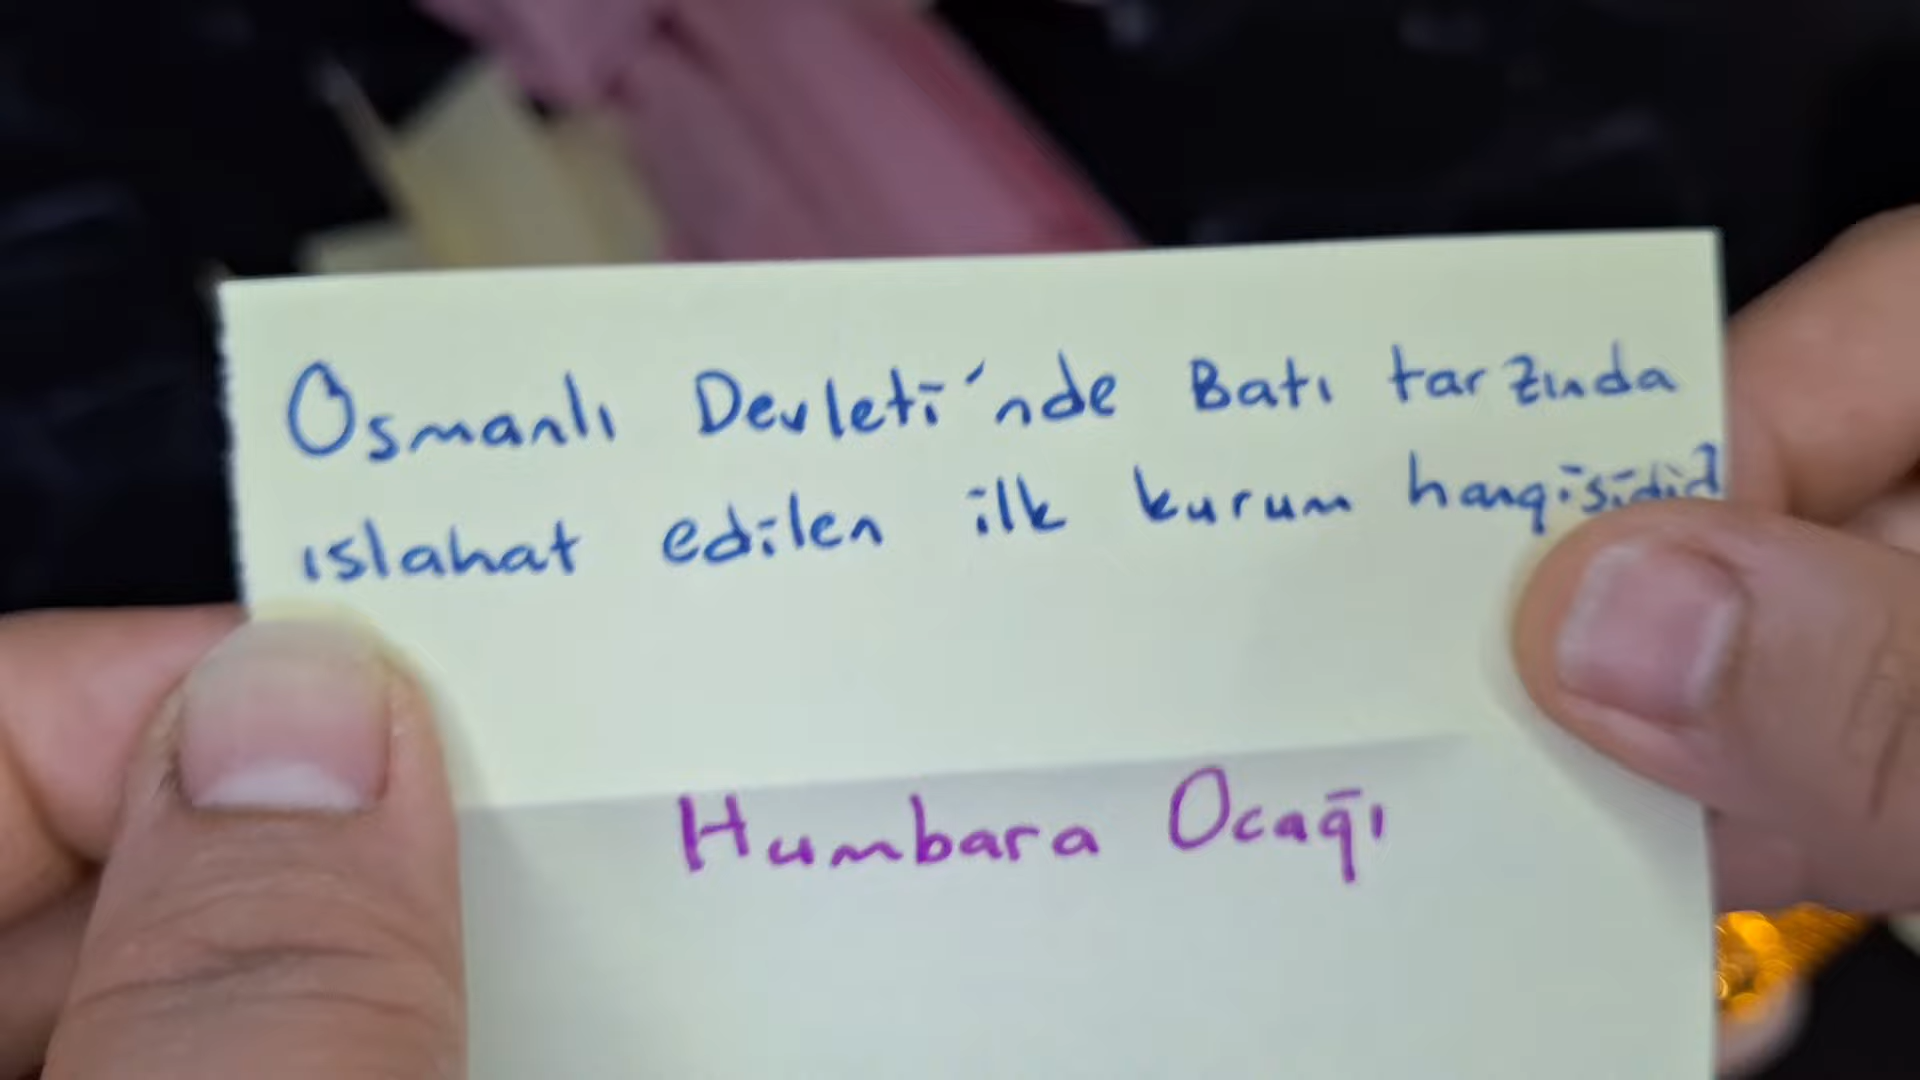 Osmanlı Devleti'nde Batı tarzında
ıslahat edilen ilk kurum hangisidir?
Humbara Ocağı